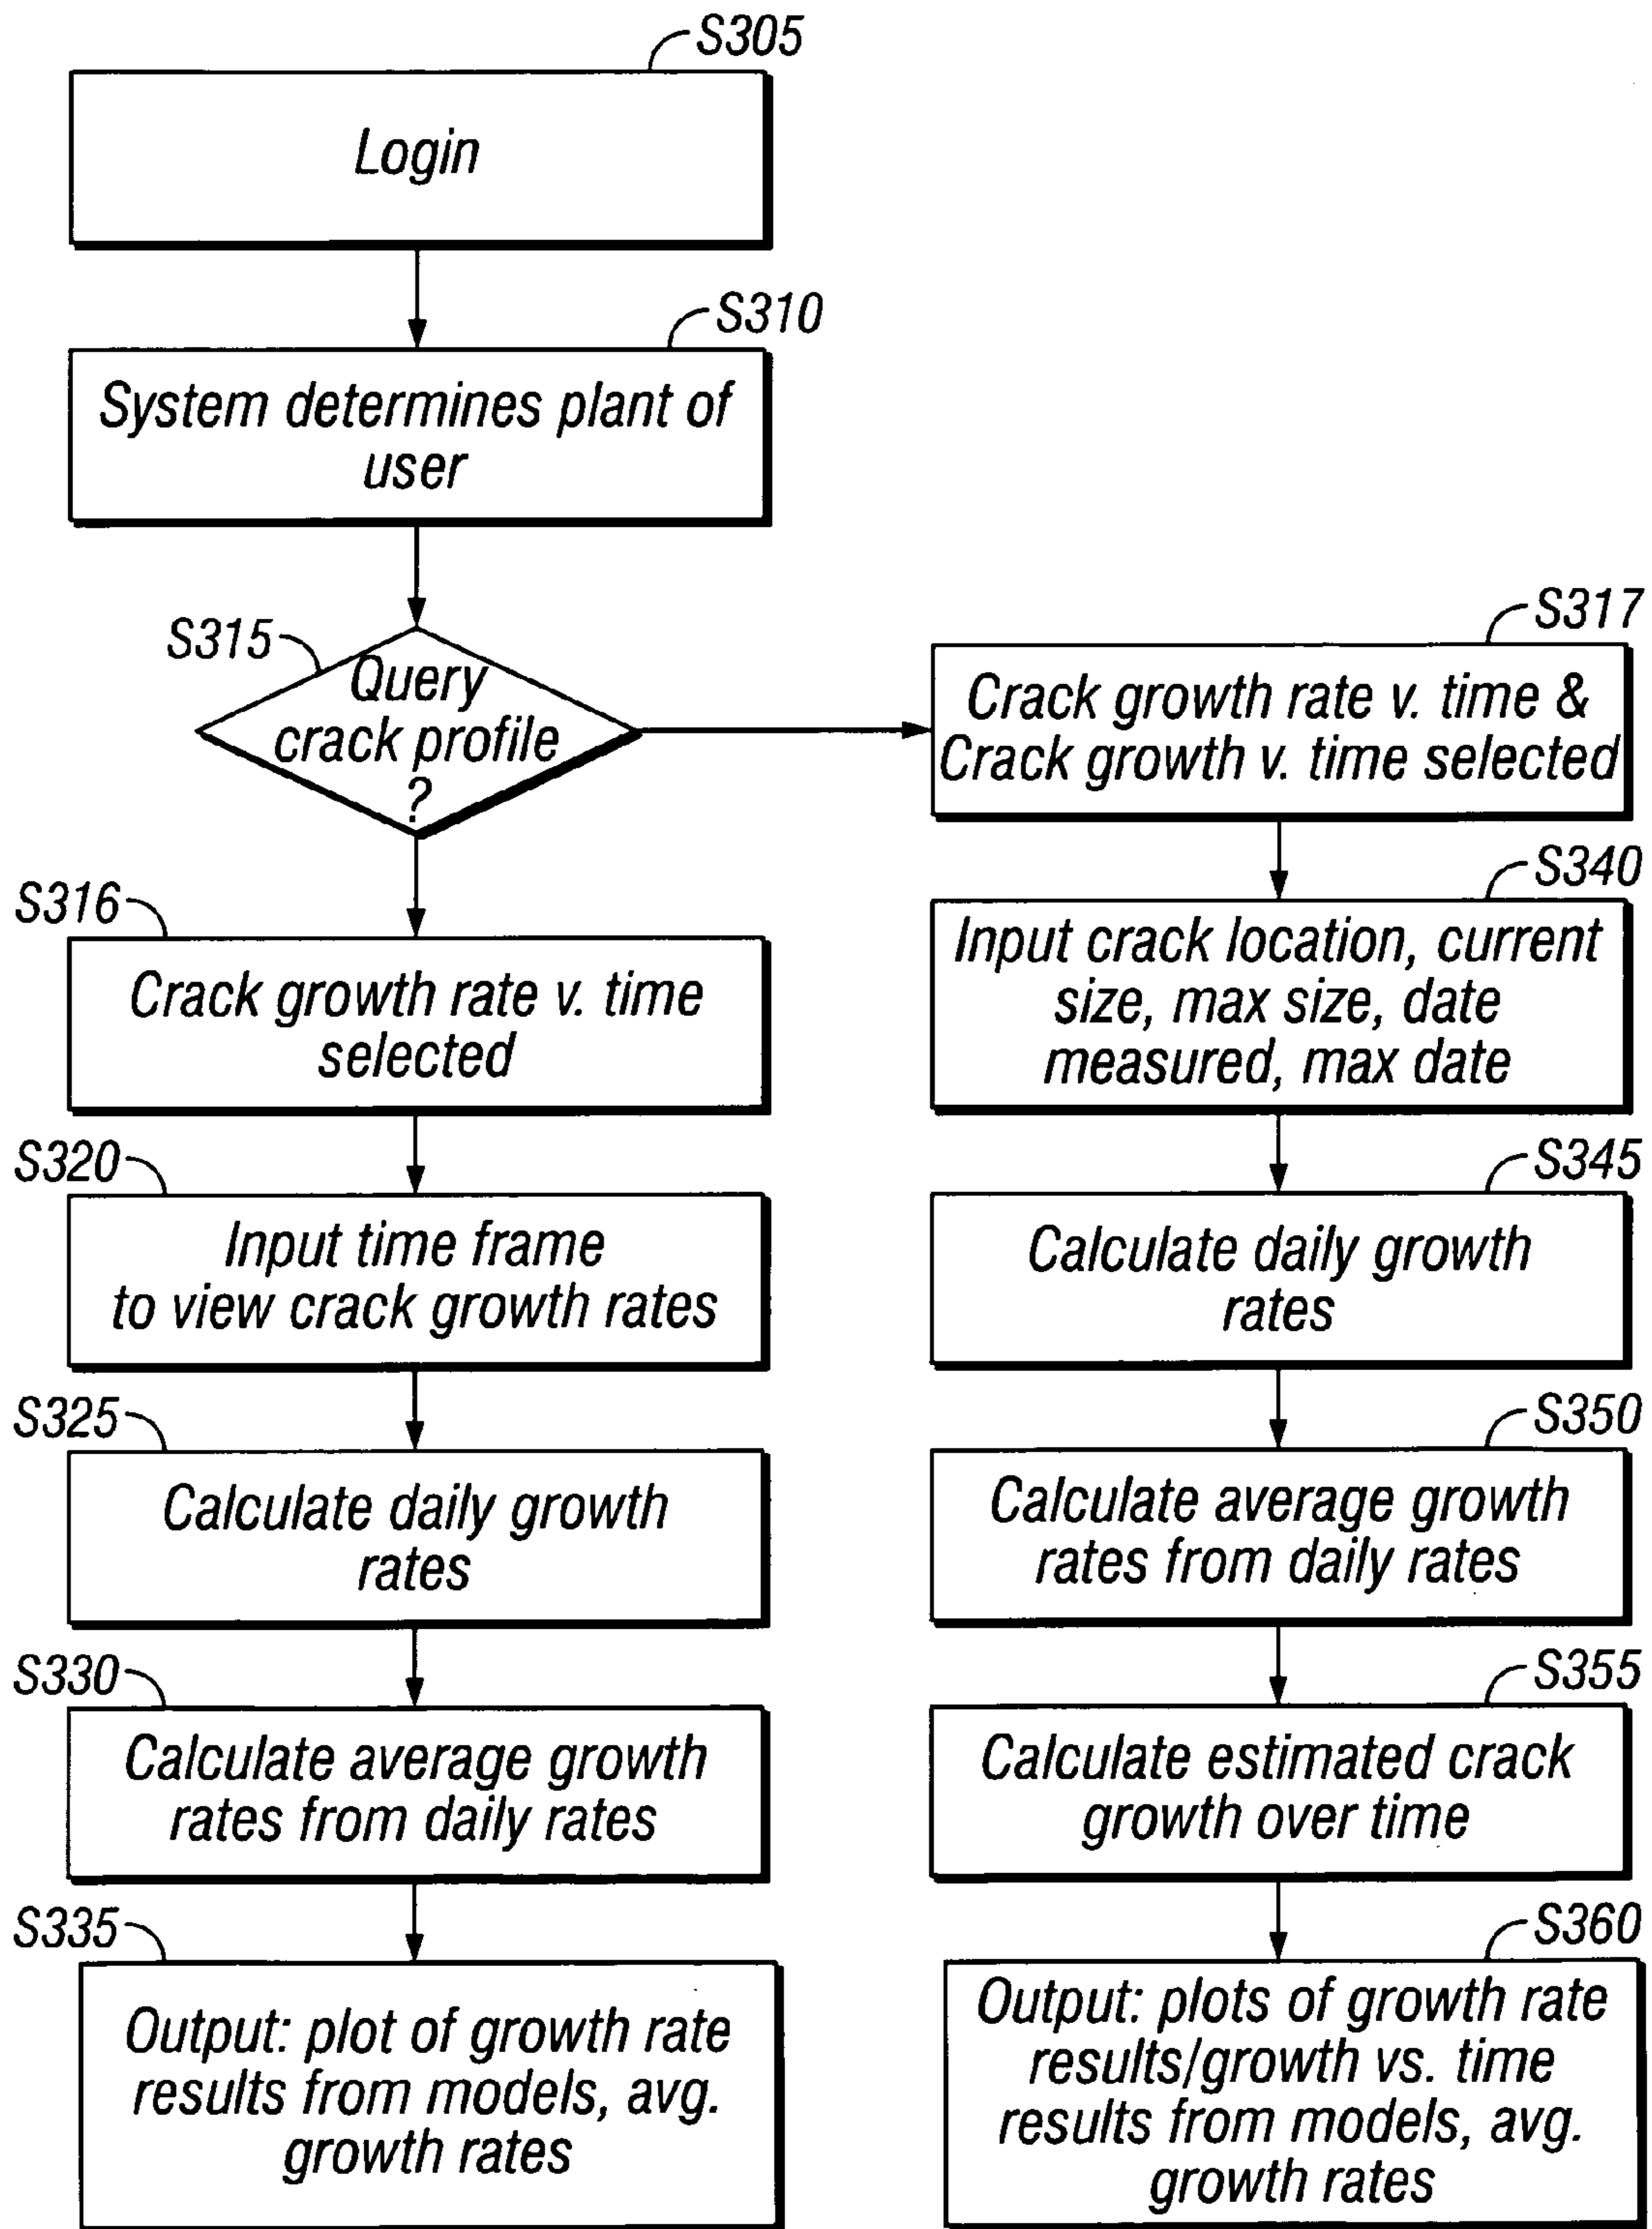 S305
Login
S310
System determines plant of
user
S315
Query
crack profile
?
S317
Crack growth rate v. time &
Crack growth v. time selected
S316
Crack growth rate v. time
selected
S320
Input time frame
to view crack growth rates
S325
Calculate daily growth
rates
S330
Calculate average growth
rates from daily rates
S335
Output: plot of growth rate
results from models, avg.
growth rates
S340
Input crack location, current
size, max size, date
measured, max date
S345
Calculate daily growth
rates
S350
Calculate average growth
rates from daily rates
S355
Calculate estimated crack
growth over time
S360
Output: plots of growth rate
results/growth vs. time
results from models, avg.
growth rates